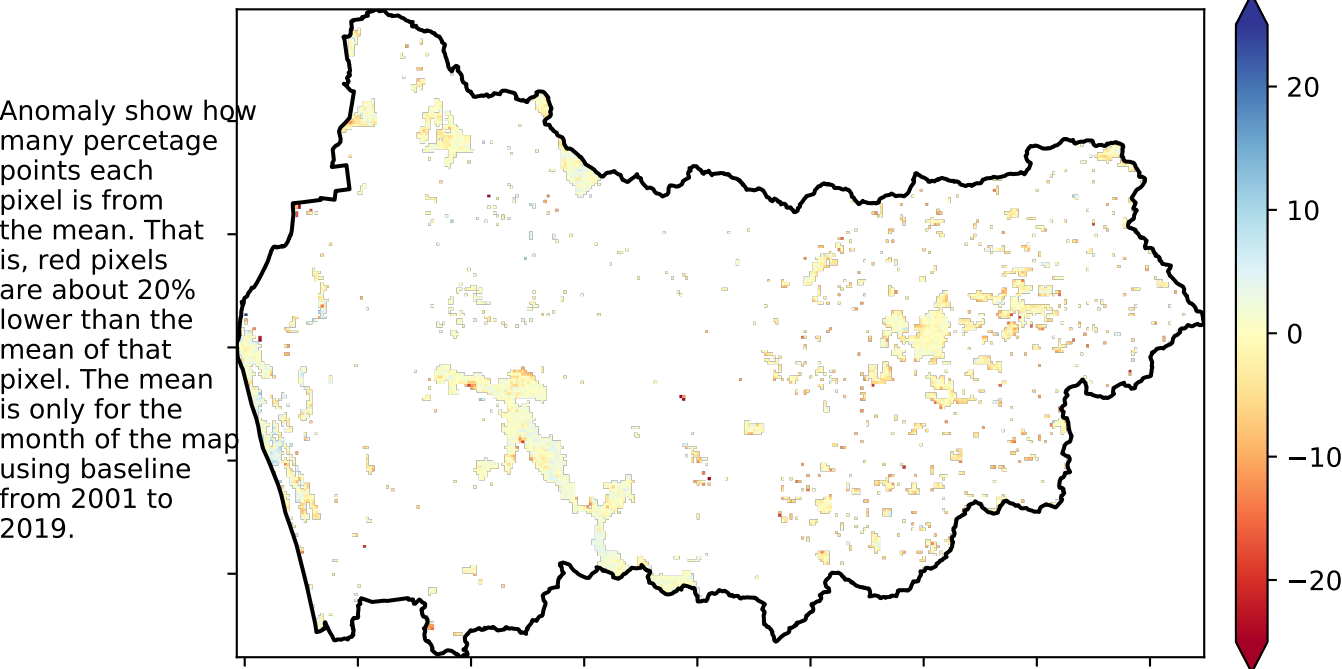 Anomaly show how
many percetage
points each
pixel is from
the mean. That
is, red pixels
are about 20%
lower than the
mean of that
pixel. The mean
is only for the
month of the map
using baseline
from 2001 to
2019.
20
10
0
−10
−20